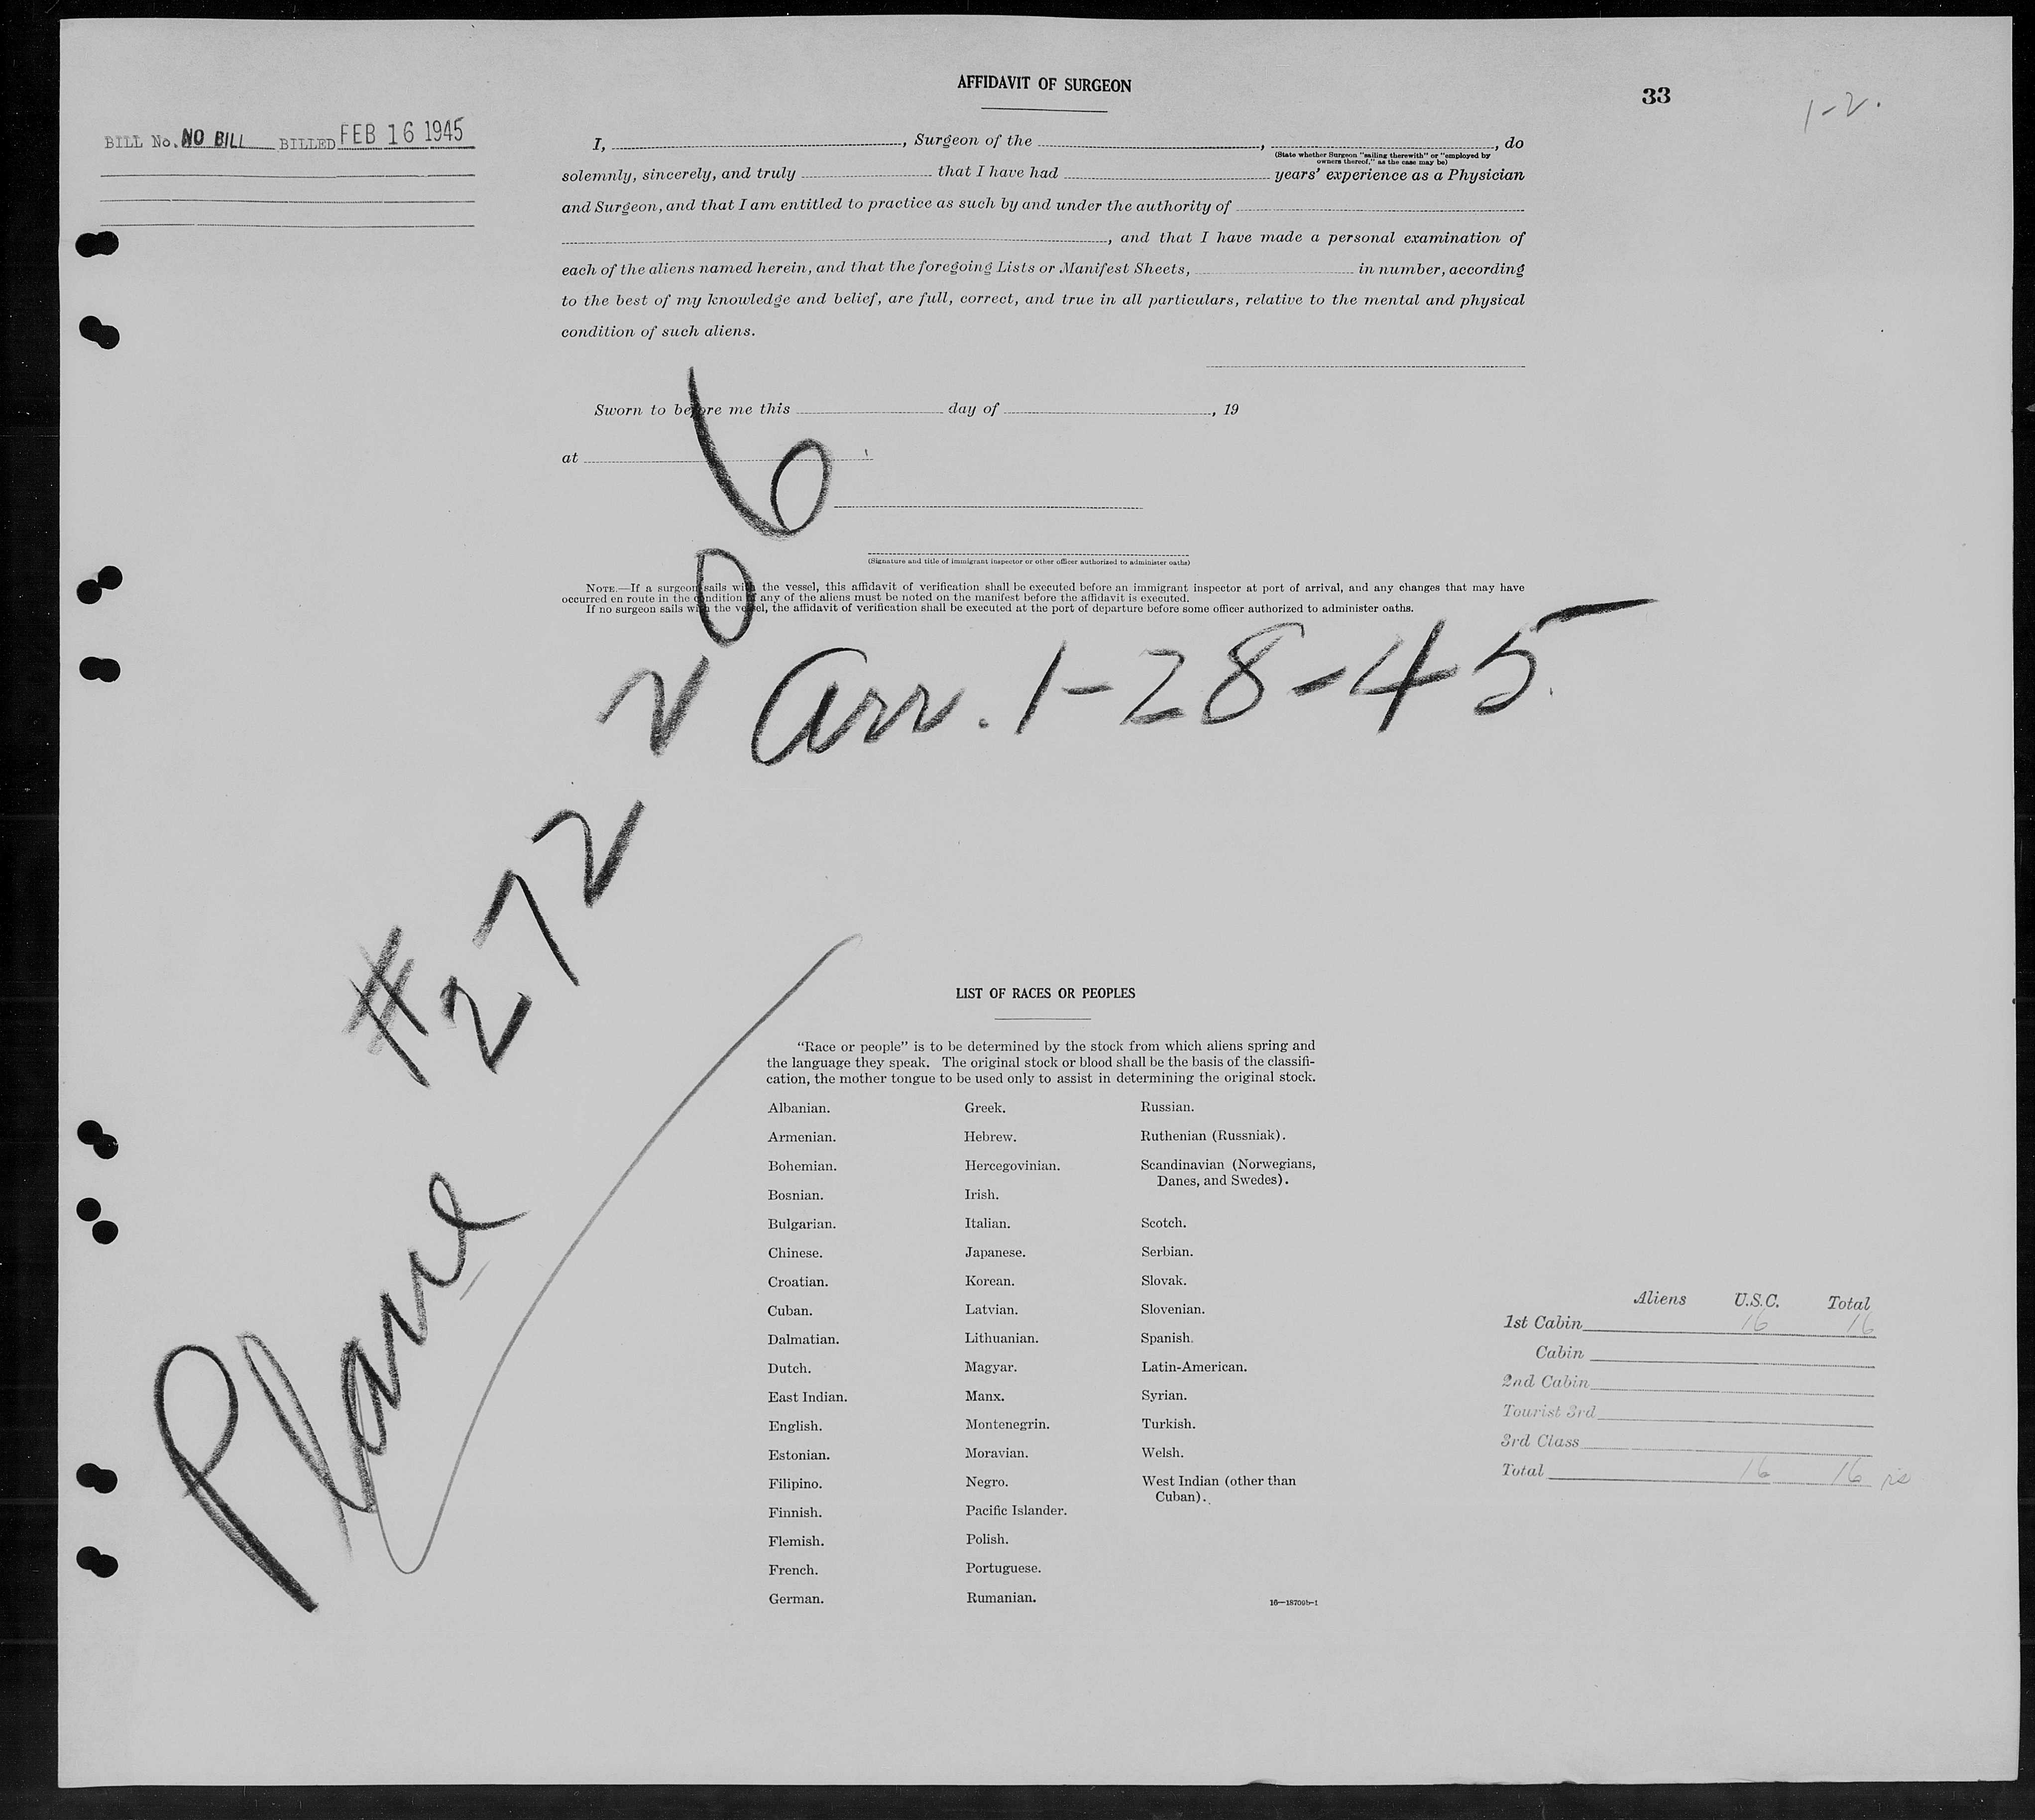 AFFIDAVIT OF SURGEON
33
1-2.
BILL No. NO BILL BILLED FEB 16 1945
I, , Surgeon of the , , do
(State whether Surgeon "sailing therewith" or "employed by
owners thereof," as the case may be)
solemnly, sincerely, and truly that I have had years' experience as a Physician
and Surgeon, and that I am entitled to practice as such by and under the authority of
, and that I have made a personal examination of
each of the aliens named herein, and that the foregoing Lists or Manifest Sheets, in number, according
to the best of my knowledge and belief, are full, correct, and true in all particulars, relative to the mental and physical
condition of such aliens.
Sworn to before me this day of , 19
at
(Signature and title of immigrant inspector or other officer authorized to administer oaths)
NOTE.—If a surgeon sails with the vessel, this affidavit of verification shall be executed before an immigrant inspector at port of arrival, and any changes that may have
occurred en route in the condition of any of the aliens must be noted on the manifest before the affidavit is executed.
If no surgeon sails with the vessel, the affidavit of verification shall be executed at the port of departure before some officer authorized to administer oaths.
Plane # 272206
Arr. 1-28-45
LIST OF RACES OR PEOPLES
"Race or people" is to be determined by the stock from which aliens spring and
the language they speak. The original stock or blood shall be the basis of the classifi-
cation, the mother tongue to be used only to assist in determining the original stock.
Albanian.
Armenian.
Bohemian.
Bosnian.
Bulgarian.
Chinese.
Croatian.
Cuban.
Dalmatian.
Dutch.
East Indian.
English.
Estonian.
Filipino.
Finnish.
Flemish.
French.
German.
Greek.
Hebrew.
Hercegovinian.
Irish.
Italian.
Japanese.
Korean.
Latvian.
Lithuanian.
Magyar.
Manx.
Montenegrin.
Moravian.
Negro.
Pacific Islander.
Polish.
Portuguese.
Rumanian.
Russian.
Ruthenian (Russniak).
Scandinavian (Norwegians,
Danes, and Swedes).
Scotch.
Serbian.
Slovak.
Slovenian.
Spanish.
Latin-American.
Syrian.
Turkish.
Welsh.
West Indian (other than
Cuban).
16—18709b-1
Aliens U.S.C. Total
1st Cabin 16 16
Cabin
2nd Cabin
Tourist 3rd
3rd Class
Total 16 16